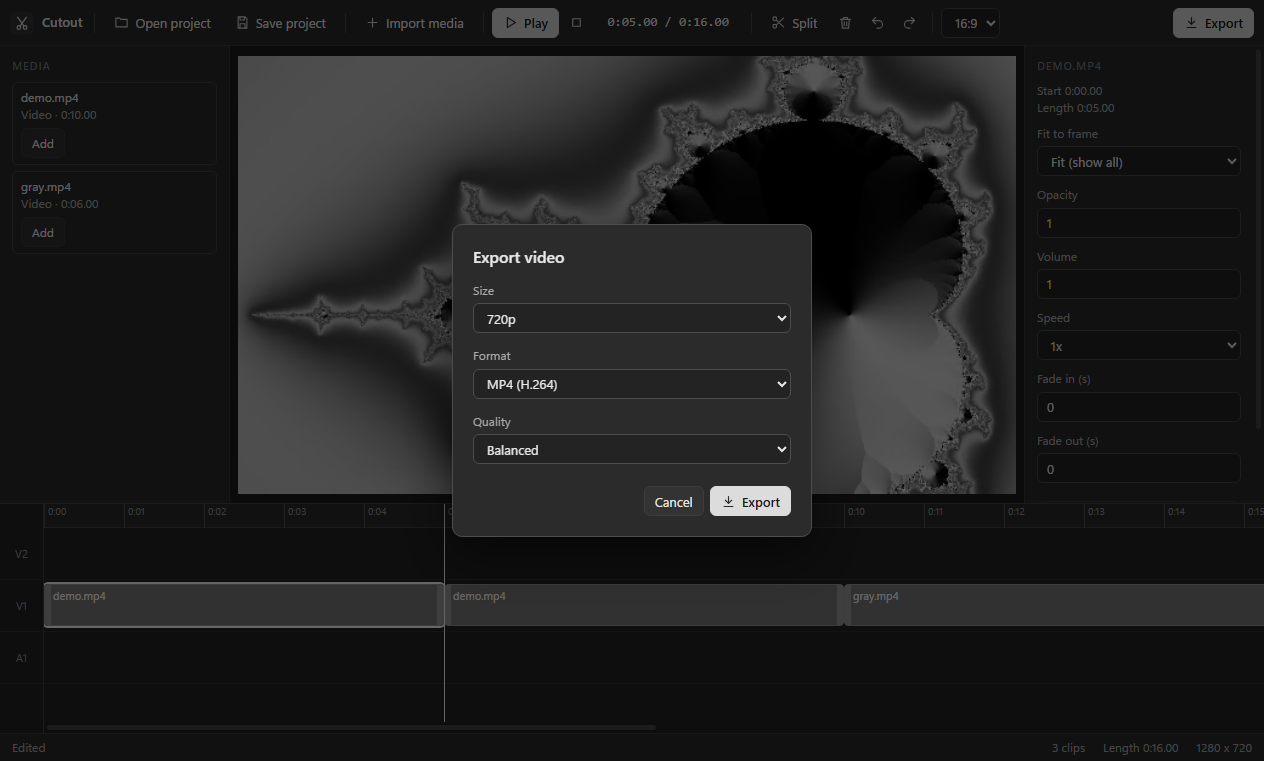 Cutout Open project Save project Import media Play 0:05.00 / 0:16.00 Split 16:9 Export
MEDIA
demo.mp4
Video · 0:10.00
Add
gray.mp4
Video · 0:06.00
Add
DEMO.MP4
Start 0:00.00
Length 0:05.00
Fit to frame
Fit (show all)
Opacity
1
Volume
1
Speed
1x
Fade in (s)
0
Fade out (s)
0
Export video
Size
720p
Format
MP4 (H.264)
Quality
Balanced
Cancel Export
0:00 0:01 0:02 0:03 0:04 0:10 0:11 0:12 0:13 0:14 0:15
V2
V1 demo.mp4 demo.mp4 gray.mp4
A1
Edited 3 clips Length 0:16.00 1280 x 720